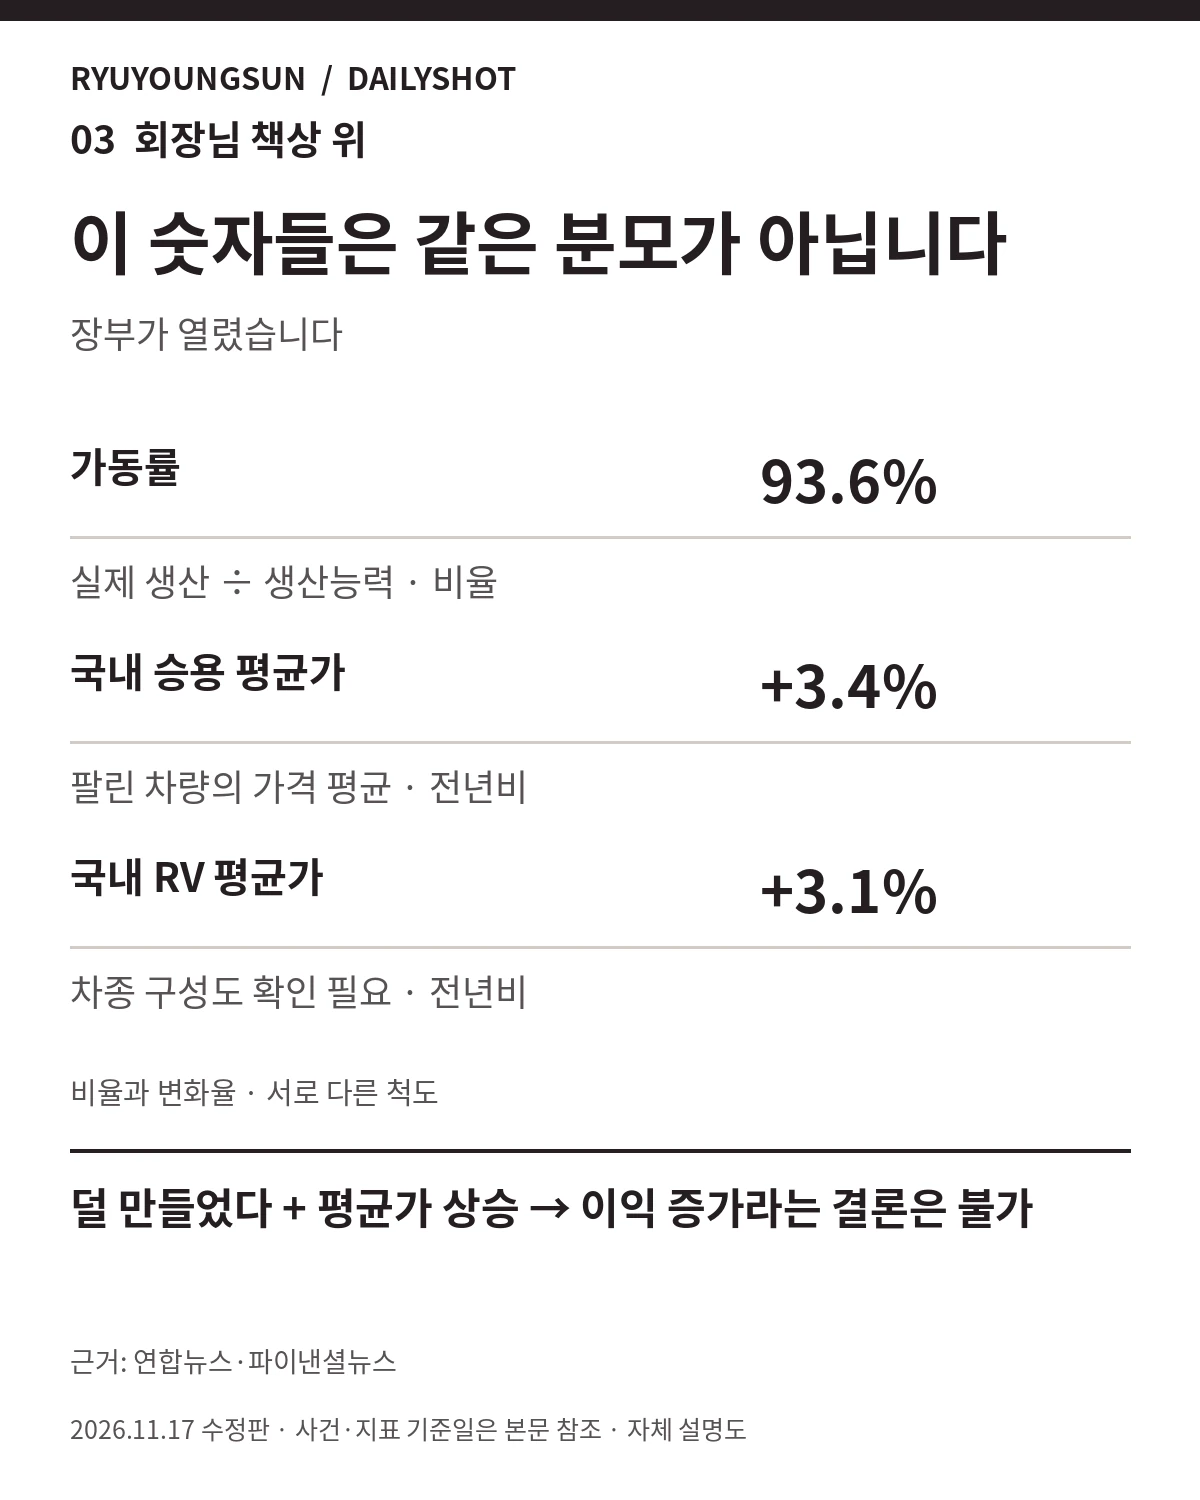 RYUYOUNGSUN / DAILYSHOT
03 회장님 책상 위
이 숫자들은 같은 분모가 아닙니다
장부가 열렸습니다
가동률 93.6%
실제 생산 ÷ 생산능력 · 비율
국내 승용 평균가 +3.4%
팔린 차량의 가격 평균 · 전년비
국내 RV 평균가 +3.1%
차종 구성도 확인 필요 · 전년비
비율과 변화율 · 서로 다른 척도
덜 만들었다 + 평균가 상승 → 이익 증가라는 결론은 불가
근거: 연합뉴스·파이낸셜뉴스
2026.11.17 수정판 · 사건·지표 기준일은 본문 참조 · 자체 설명도